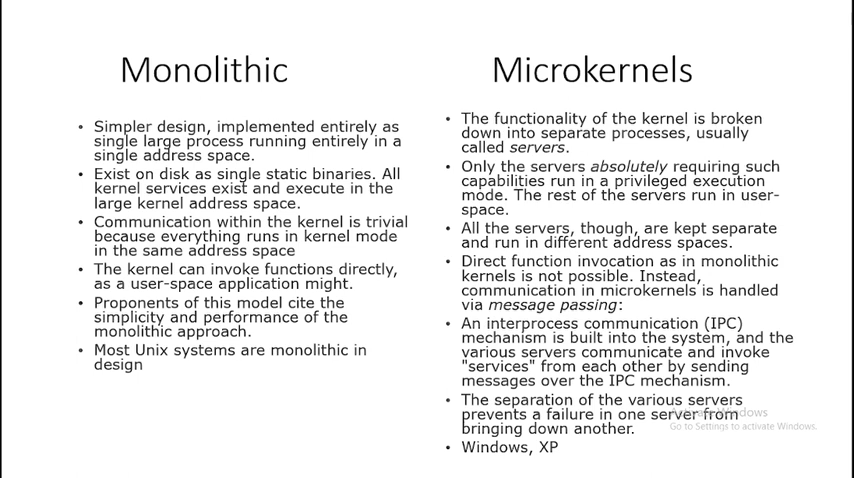 Monolithic
• Simpler design, implemented entirely as
single large process running entirely in a
single address space.
• Exist on disk as single static binaries. All
kernel services exist and execute in the
large kernel address space.
• Communication within the kernel is trivial
because everything runs in kernel mode
in the same address space
• The kernel can invoke functions directly,
as a user-space application might.
• Proponents of this model cite the
simplicity and performance of the
monolithic approach.
• Most Unix systems are monolithic in
design
Microkernels
• The functionality of the kernel is broken
down into separate processes, usually
called servers.
• Only the servers absolutely requiring such
capabilities run in a privileged execution
mode. The rest of the servers run in user-
space.
• All the servers, though, are kept separate
and run in different address spaces.
• Direct function invocation as in monolithic
kernels is not possible. Instead,
communication in microkernels is handled
via message passing:
• An interprocess communication (IPC)
mechanism is built into the system, and the
various servers communicate and invoke
"services" from each other by sending
messages over the IPC mechanism.
• The separation of the various servers
prevents a failure in one server from
bringing down another.
• Windows, XP
Activate Windows
Go to Settings to activate Windows.